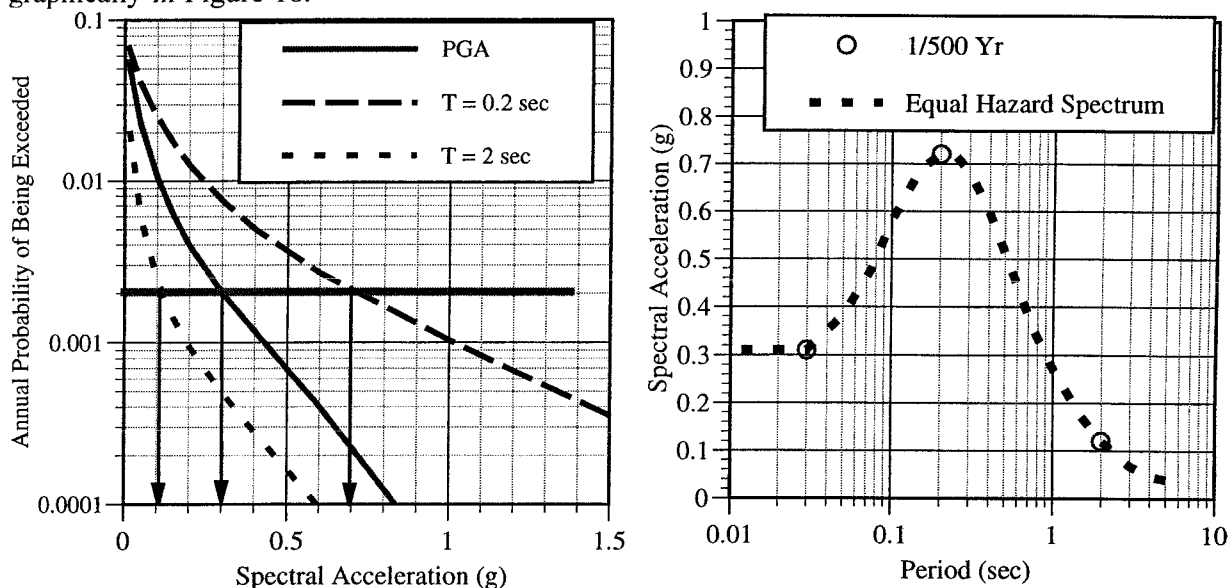 graphically in Figure 18.
0.1
0.01
0.001
0.0001
Annual Probability of Being Exceeded
PGA
T = 0.2 sec
T = 2 sec
0
0.5
1
1.5
Spectral Acceleration (g)
1
0.9
0.8
0.7
0.6
0.5
0.4
0.3
0.2
0.1
0
Spectral Acceleration (g)
1/500 Yr
Equal Hazard Spectrum
0.01
0.1
1
10
Period (sec)